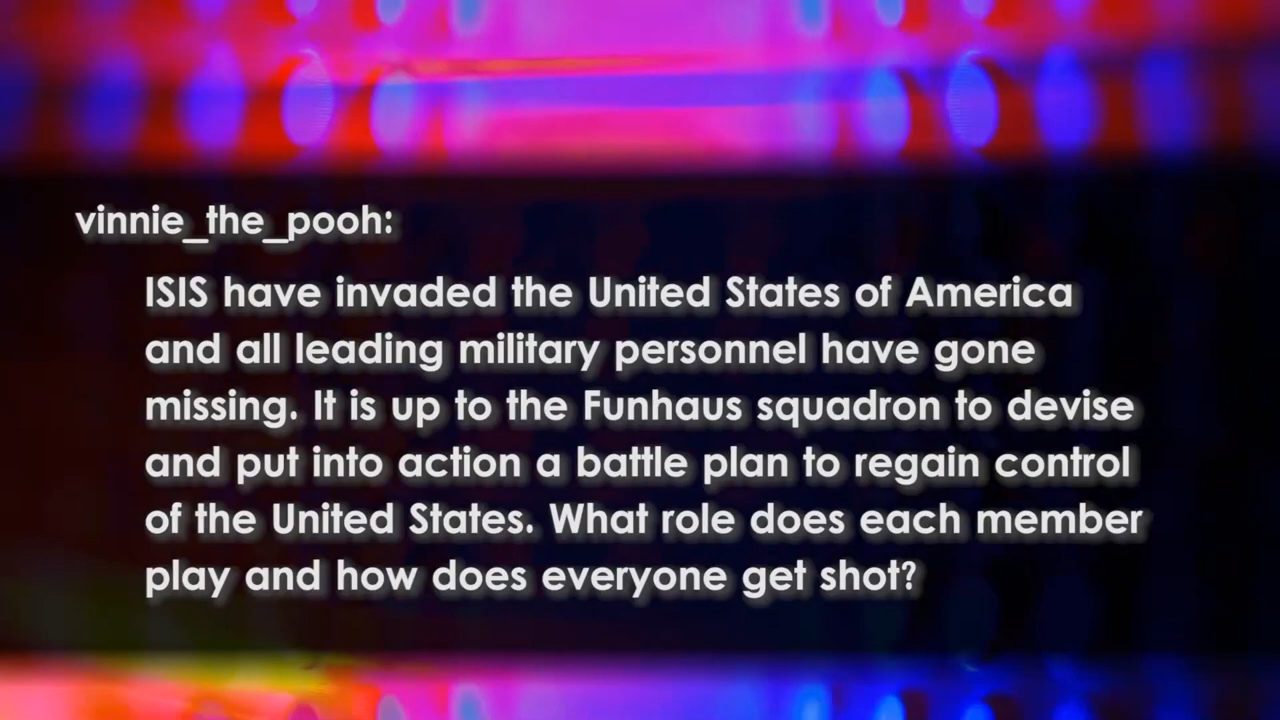 vinnie_the_pooh:
ISIS have invaded the United States of America
and all leading military personnel have gone
missing. It is up to the Funhaus squadron to devise
and put into action a battle plan to regain control
of the United States. What role does each member
play and how does everyone get shot?